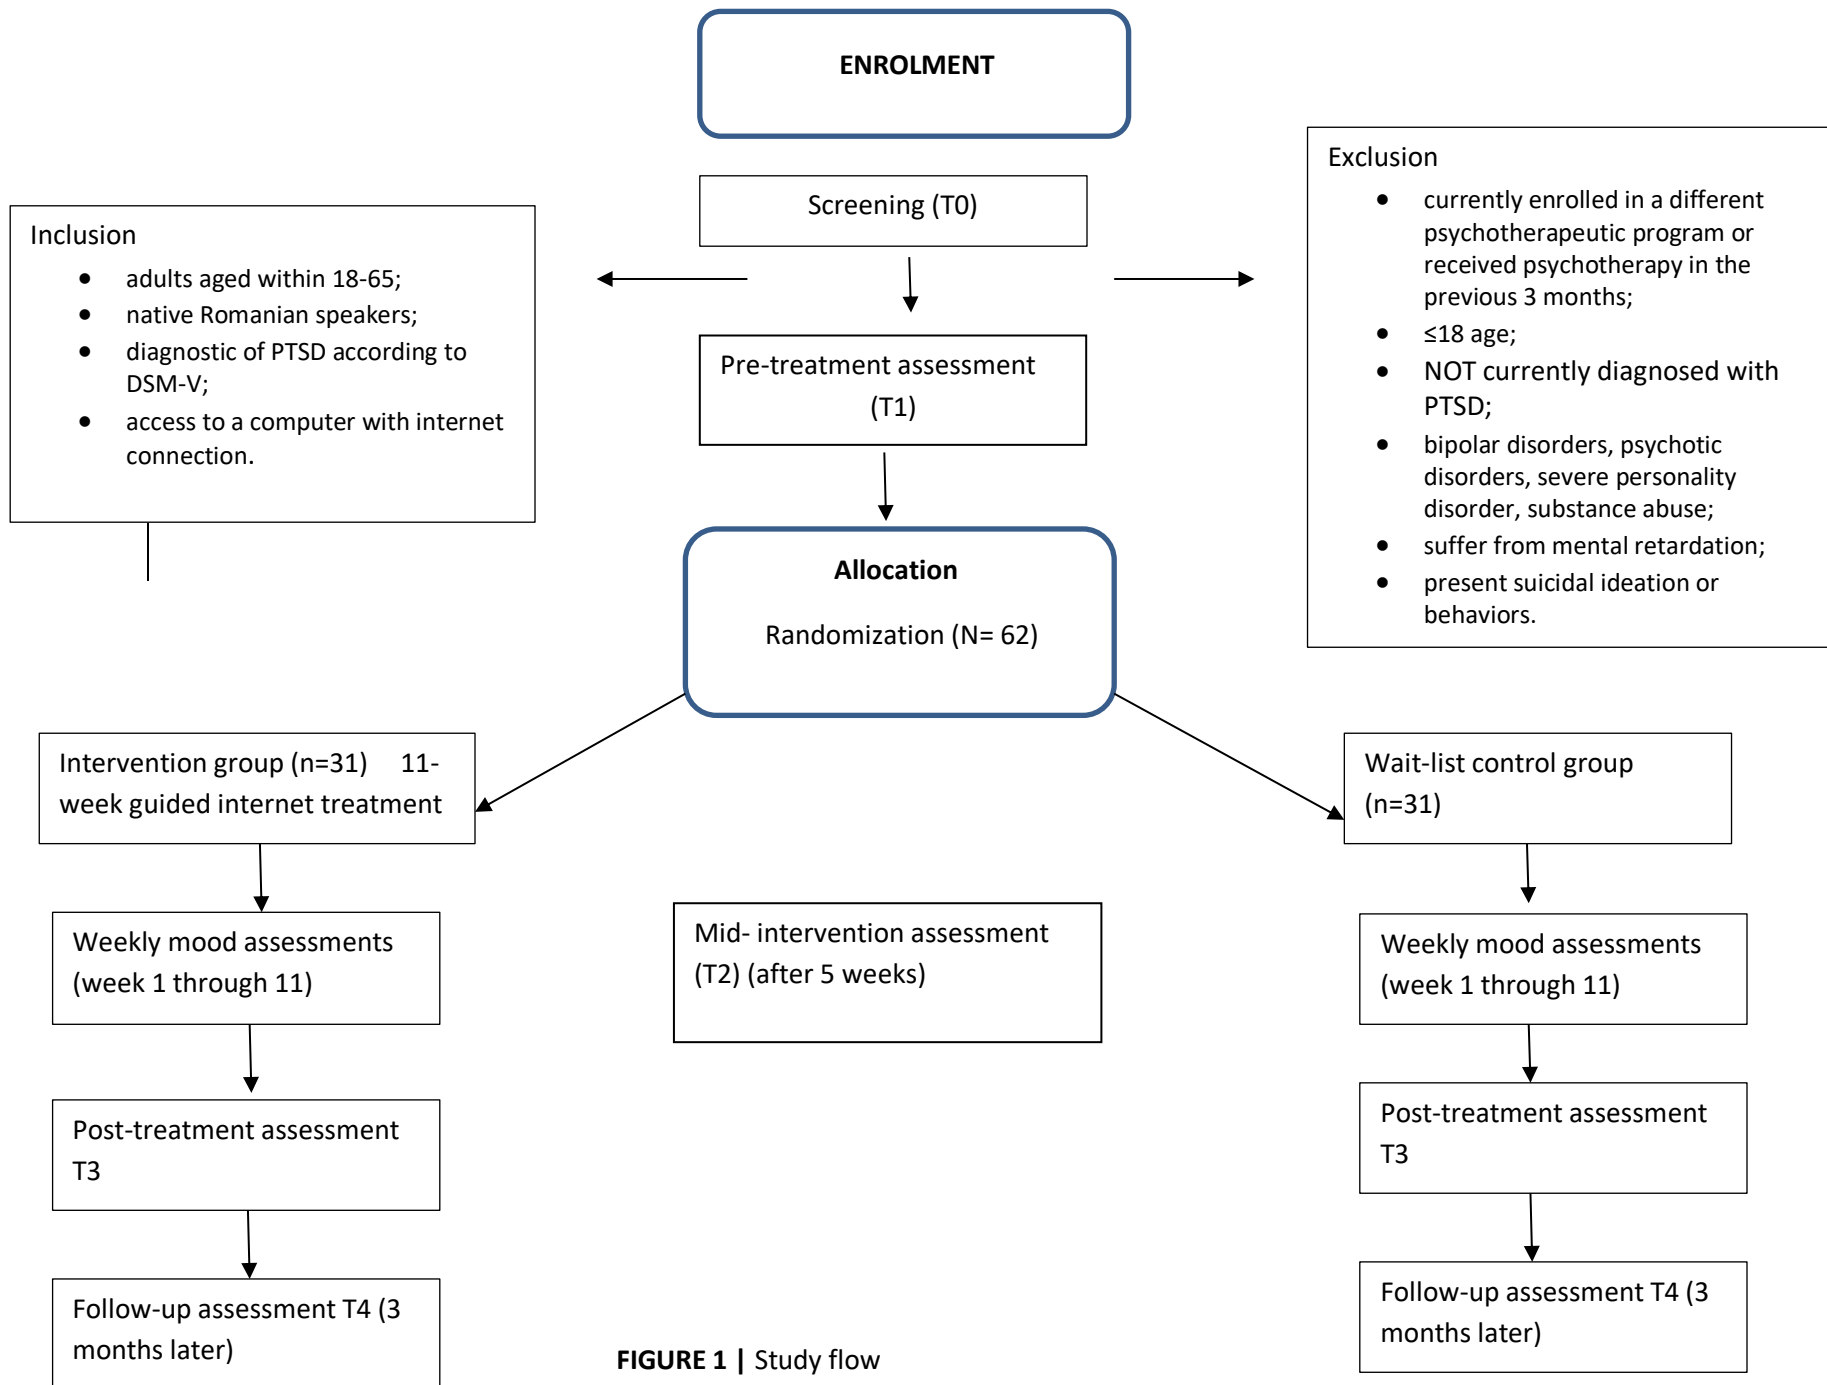 ENROLMENT
Screening (T0)
Inclusion
● adults aged within 18-65;
● native Romanian speakers;
● diagnostic of PTSD according to
DSM-V;
● access to a computer with internet
connection.
Exclusion
● currently enrolled in a different
psychotherapeutic program or
received psychotherapy in the
previous 3 months;
● ≤18 age;
● NOT currently diagnosed with
PTSD;
● bipolar disorders, psychotic
disorders, severe personality
disorder, substance abuse;
● suffer from mental retardation;
● present suicidal ideation or
behaviors.
Pre-treatment assessment
(T1)
Allocation
Randomization (N= 62)
Intervention group (n=31) 11-
week guided internet treatment
Wait-list control group
(n=31)
Weekly mood assessments
(week 1 through 11)
Mid- intervention assessment
(T2) (after 5 weeks)
Weekly mood assessments
(week 1 through 11)
Post-treatment assessment
T3
Post-treatment assessment
T3
Follow-up assessment T4 (3
months later)
Follow-up assessment T4 (3
months later)
FIGURE 1 | Study flow